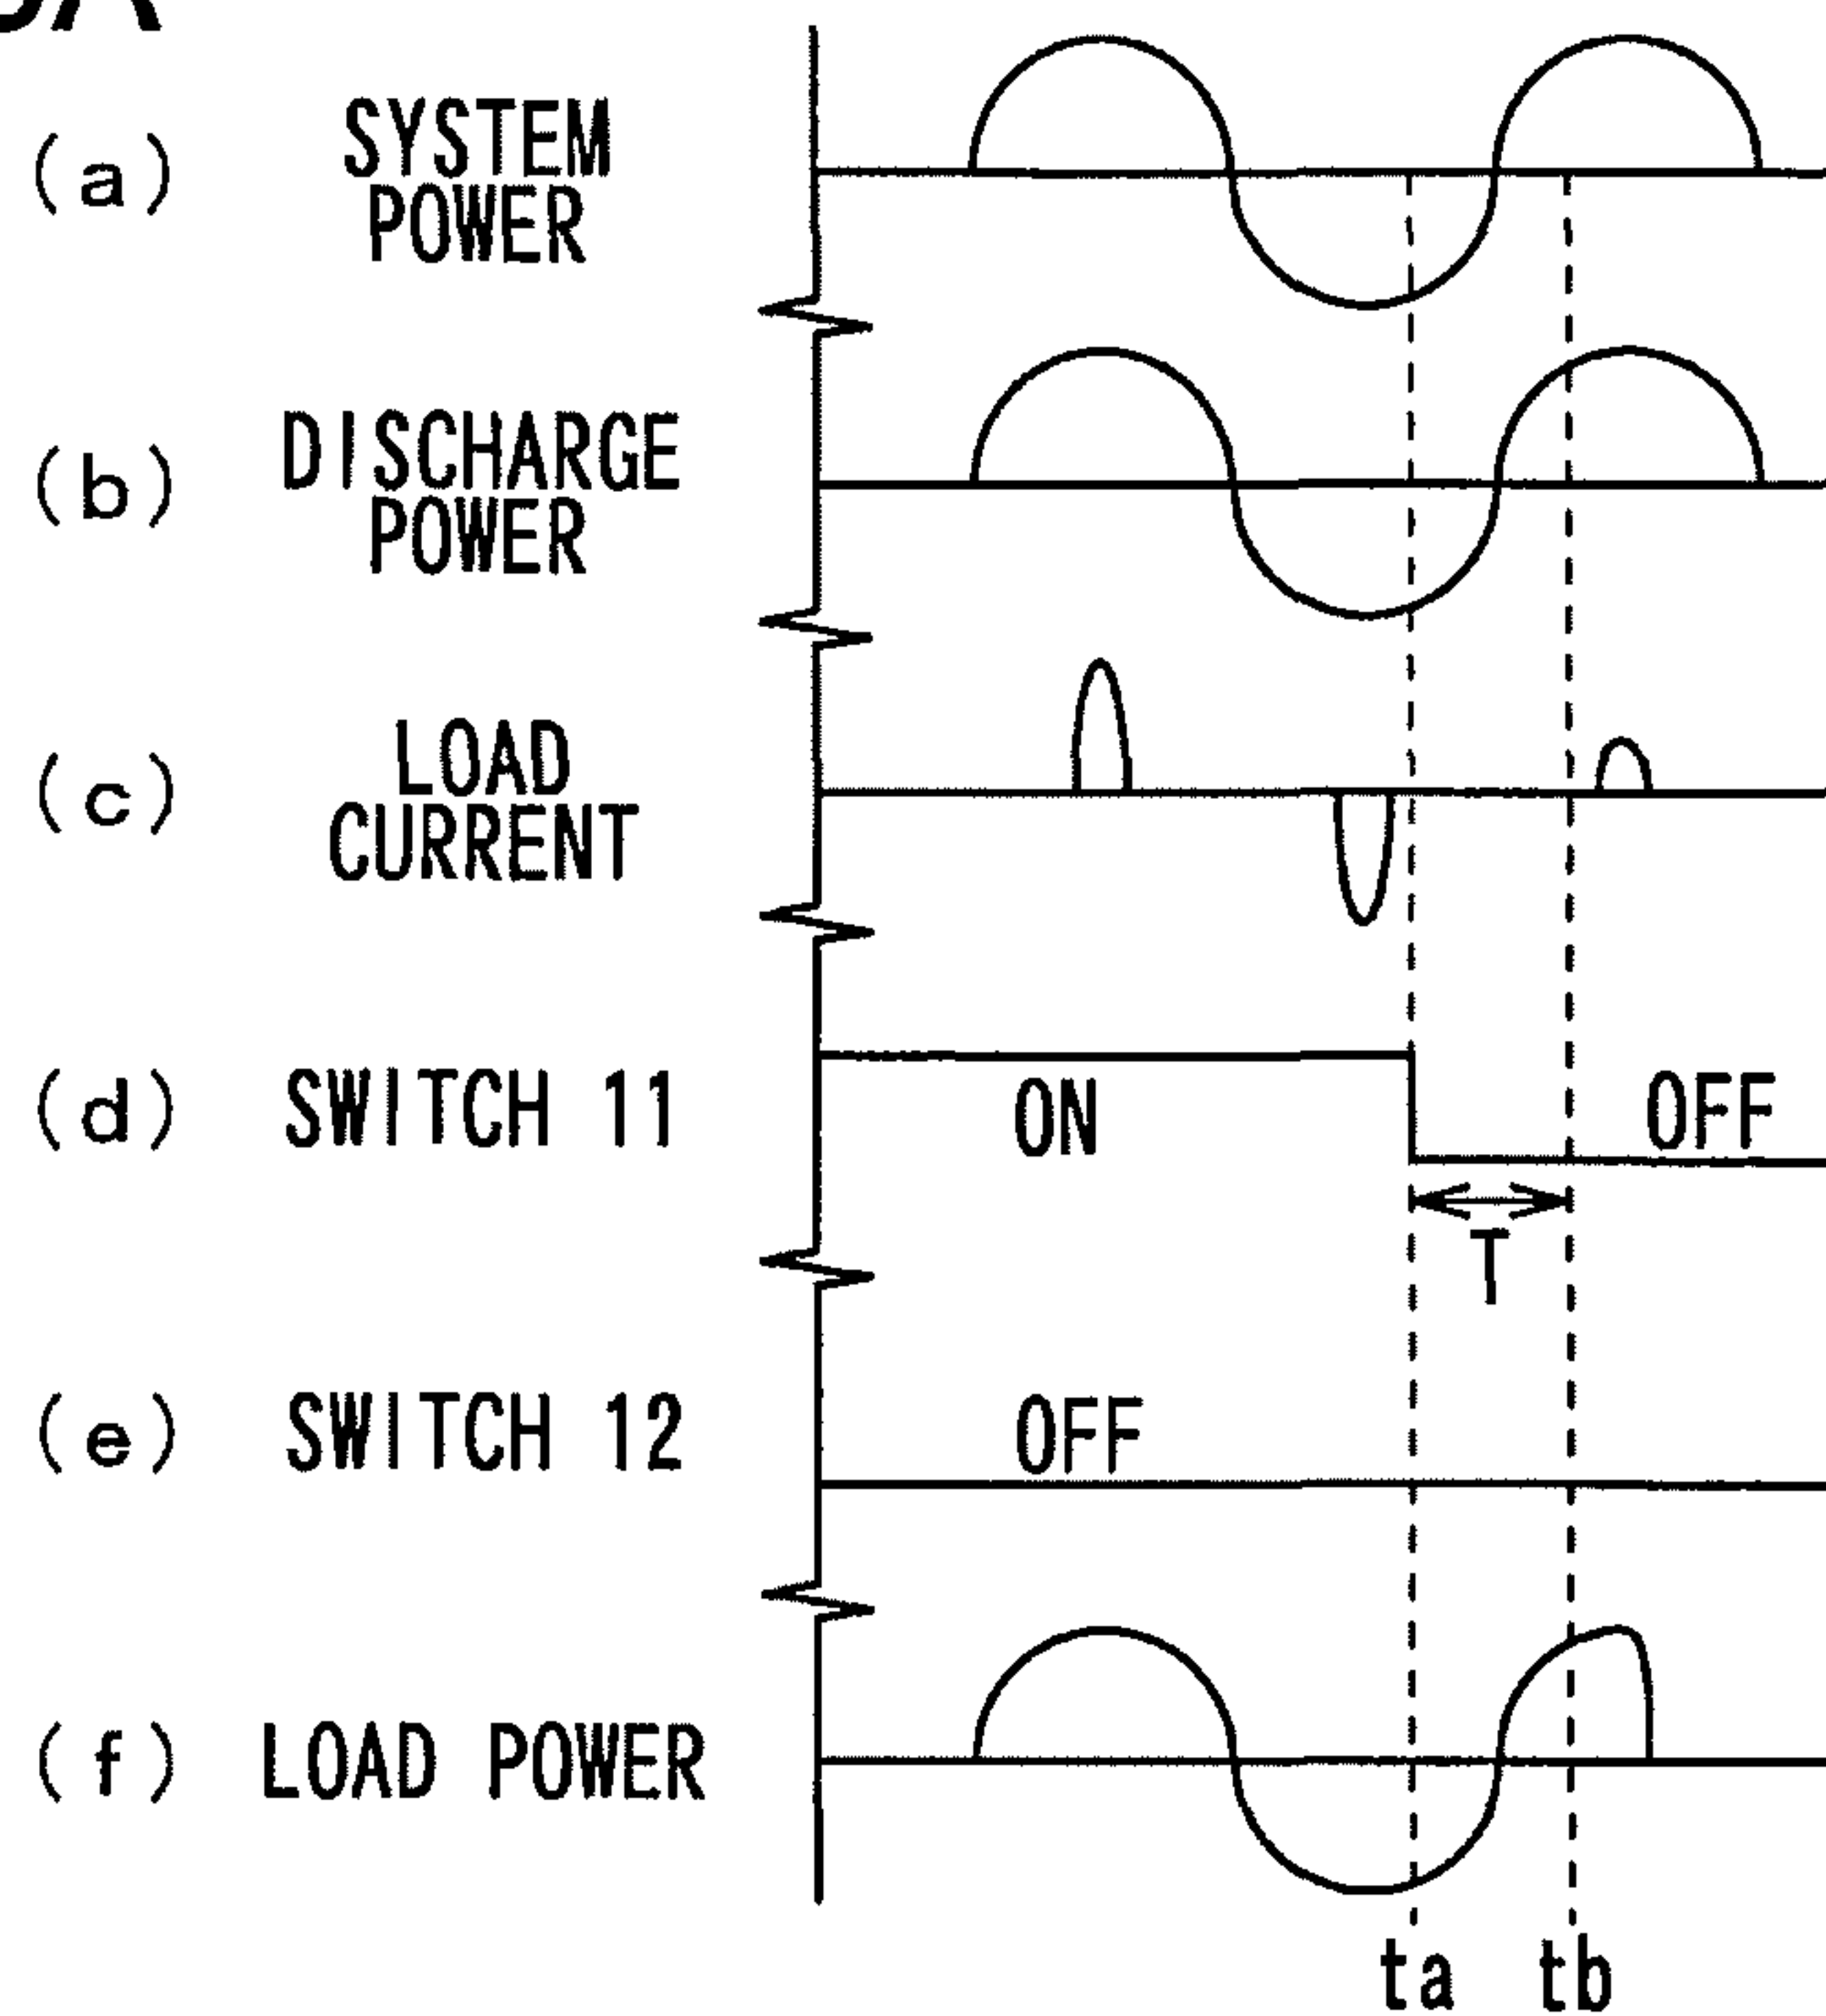 (a) SYSTEM
POWER
(b) DISCHARGE
POWER
(c) LOAD
CURRENT
(d) SWITCH 11 ON OFF
T
(e) SWITCH 12 OFF
(f) LOAD POWER
ta tb